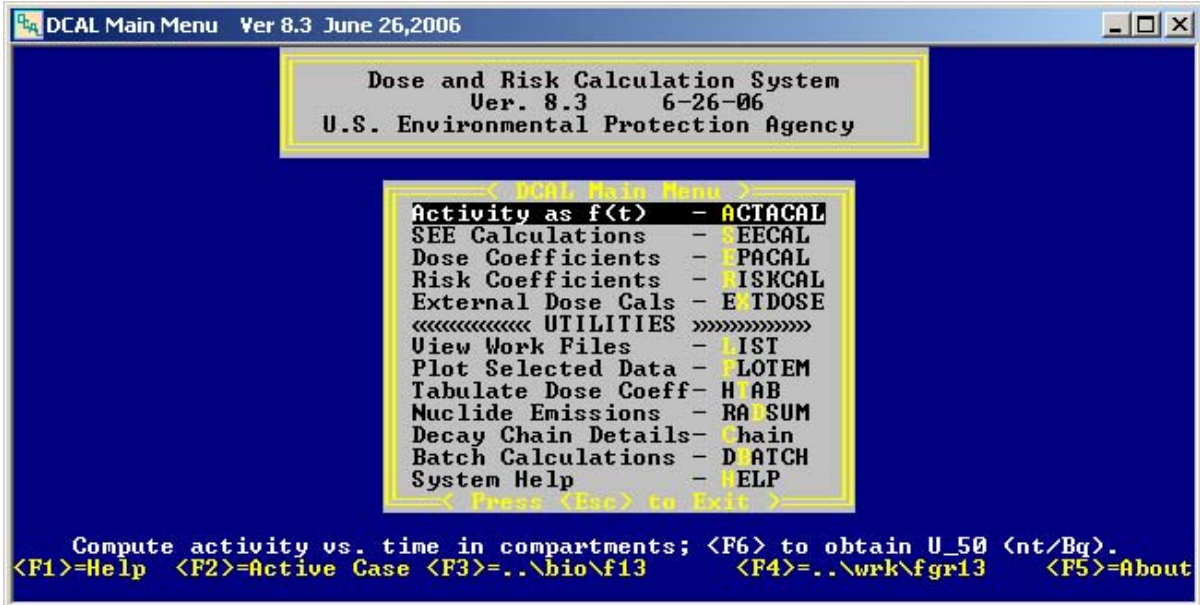 DCAL Main Menu Ver 8.3 June 26,2006
Dose and Risk Calculation System
Ver. 8.3 6-26-06
U.S. Environmental Protection Agency
< DCAL Main Menu >
Activity as f(t) - ACTACAL
SEE Calculations - SEECAL
Dose Coefficients - EPACAL
Risk Coefficients - RISKCAL
External Dose Cals - EXTDOSE
««««««««««««« UTILITIES »»»»»»»»»»»»»
View Work Files - LIST
Plot Selected Data - PLOTEM
Tabulate Dose Coeff- HTAB
Nuclide Emissions - RADSUM
Decay Chain Details- Chain
Batch Calculations - DBATCH
System Help - HELP
< Press <Esc> to Exit >
Compute activity vs. time in compartments; <F6> to obtain U_50 (nt/Bq).
<F1>=Help <F2>=Active Case <F3>=..\bio\f13 <F4>=..\wrk\fgr13 <F5>=About